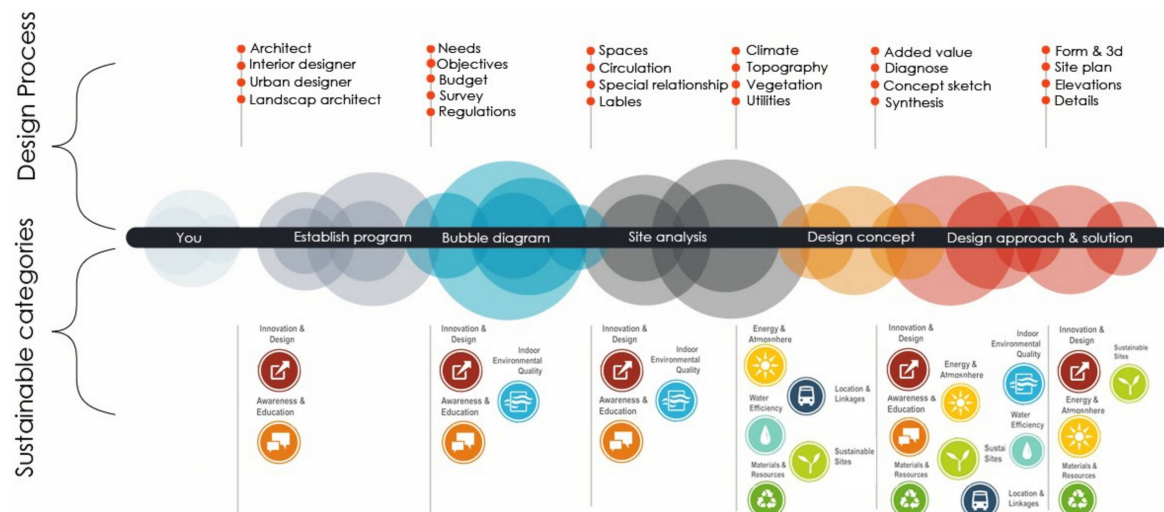 Design Process
Architect
Interior designer
Urban designer
Landscap architect
Needs
Objectives
Budget
Survey
Regulations
Spaces
Circulation
Special relationship
Lables
Climate
Topography
Vegetation
Utilities
Added value
Diagnose
Concept sketch
Synthesis
Form & 3d
Site plan
Elevations
Details
You
Establish program
Bubble diagram
Site analysis
Design concept
Design approach & solution
Sustainable categories
Innovation &
Design
Awareness &
Education
Innovation &
Design
Indoor
Environmental
Quality
Awareness &
Education
Innovation &
Design
Indoor
Environmental
Quality
Awareness &
Education
Energy &
Atmosphere
Location &
Linkages
Water
Efficiency
Sustainable
Sites
Materials &
Resources
Innovation &
Design
Energy &
Atmosphere
Indoor
Environmental
Quality
Awareness &
Education
Water
Efficiency
Sustai
Sites
Materials &
Resources
Location &
Linkages
Innovation &
Design
Sustainable
Sites
Energy &
Atmosphere
Materials &
Resources